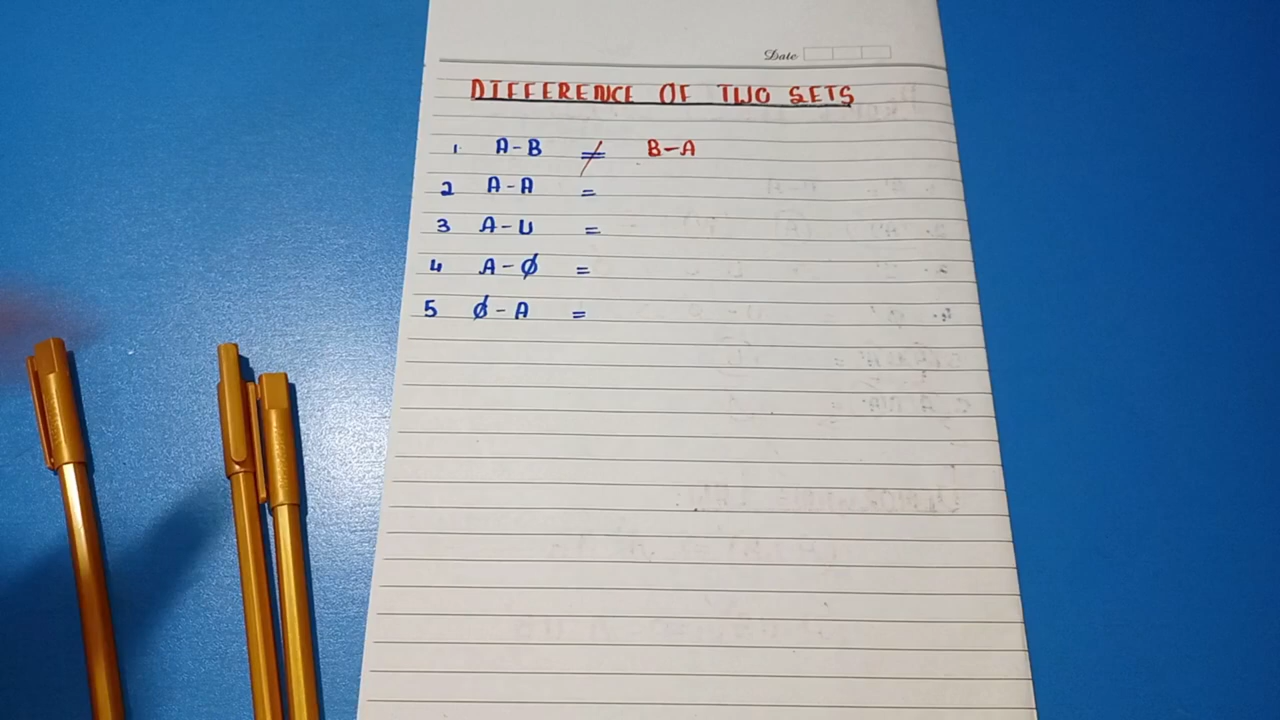 Date
DIFFERENCE OF TWO SETS
1. A-B ≠ B-A
2 A-A =
3 A-U =
4 A-Ø =
5 Ø-A =